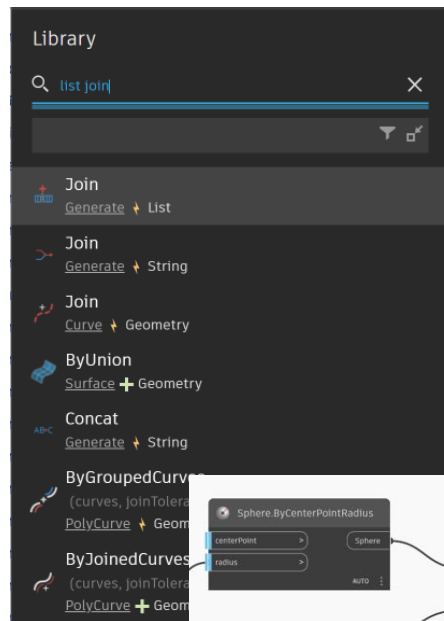 Library
list join
Join
Generate List
Join
Generate String
Join
Curve Geometry
ByUnion
Surface Geometry
Concat
AB+C
Generate String
ByGroupedCurves
(curves, joinTolera
PolyCurve Geom
ByJoinedCurves
(curves, joinTolera
PolyCurve Geom
Sphere.ByCenterPointRadius
centerPoint >
Sphere
radius >
AUTO